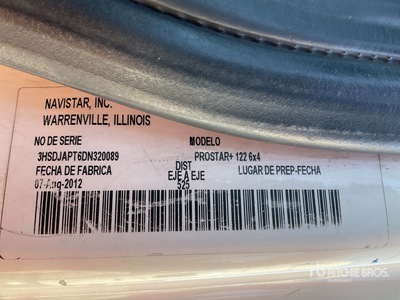 NAVISTAR, INC.
WARRENVILLE, ILLINOIS
NO DE SERIE MODELO
3HSDJAPT6DN320089 PROSTAR+ 122 6x4
FECHA DE FABRICA DIST EJE A EJE LUGAR DE PREP-FECHA
07-Aug-2012 525
RITCHIE BROS.